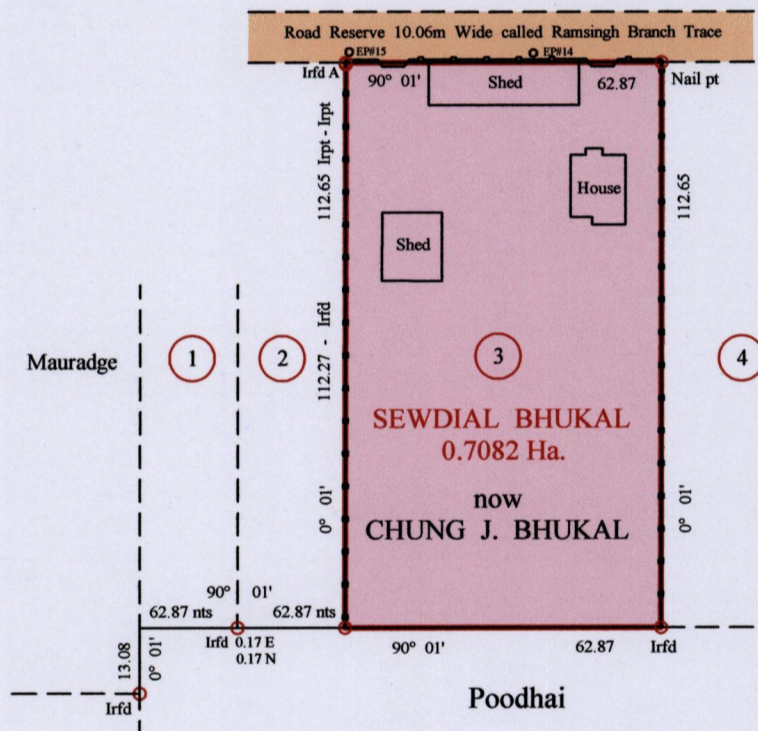 Road Reserve 10.06m Wide called Ramsingh Branch Trace
EP#15
EP#14
Irfd A
90° 01'
Shed
62.87
Nail pt
112.65 Irpt - Irpt
112.65
House
Shed
112.27 - Irfd
Mauradge
1
2
3
4
SEWDIAL BHUKAL
0.7082 Ha.
now
CHUNG J. BHUKAL
0° 01'
0° 01'
90° 01'
62.87 nts
62.87 nts
Irfd 0.17 E
0.17 N
90° 01'
62.87
Irfd
13.08
0° 01'
Irfd
Poodhai